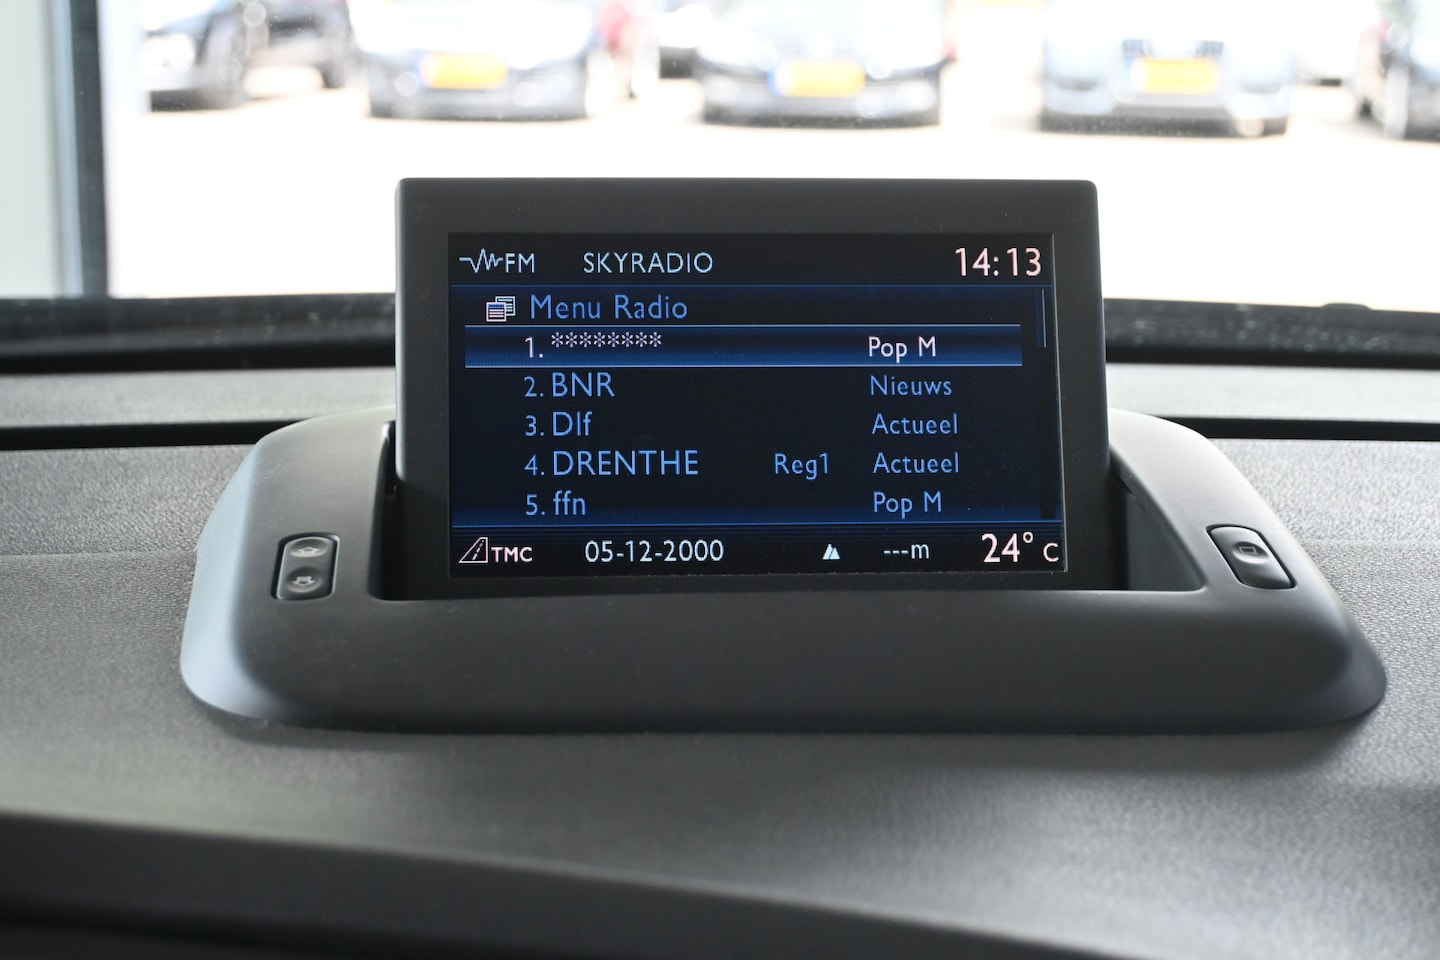 FM SKYRADIO 14:13
Menu Radio
1. ******** Pop M
2. BNR Nieuws
3. Dlf Actueel
4. DRENTHE Reg1 Actueel
5. ffn Pop M
TMC 05-12-2000 ---m 24° C